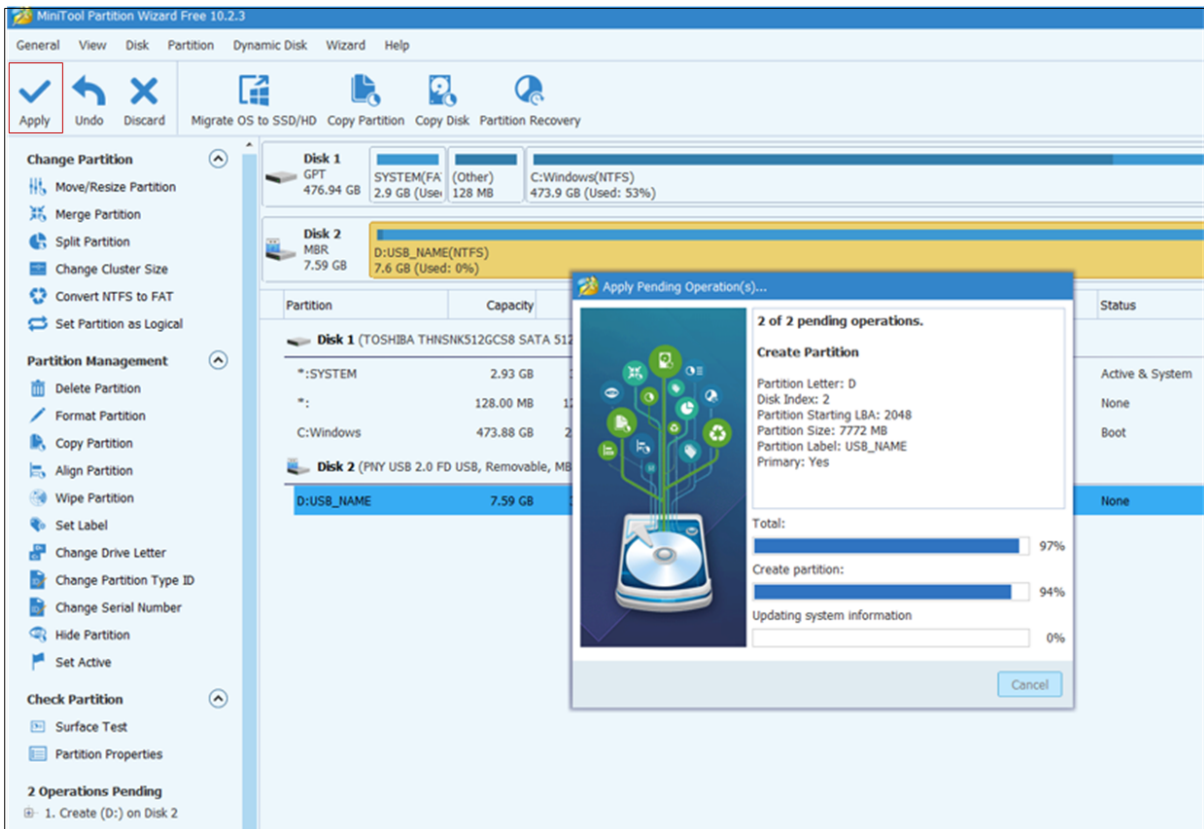 MiniTool Partition Wizard Free 10.2.3
General View Disk Partition Dynamic Disk Wizard Help
Apply Undo Discard Migrate OS to SSD/HD Copy Partition Copy Disk Partition Recovery
Change Partition
Move/Resize Partition
Merge Partition
Split Partition
Change Cluster Size
Convert NTFS to FAT
Set Partition as Logical
Partition Management
Delete Partition
Format Partition
Copy Partition
Align Partition
Wipe Partition
Set Label
Change Drive Letter
Change Partition Type ID
Change Serial Number
Hide Partition
Set Active
Check Partition
Surface Test
Partition Properties
2 Operations Pending
1. Create (D:) on Disk 2
Disk 1
GPT
476.94 GB
SYSTEM(FA
2.9 GB (Use
(Other)
128 MB
C:Windows(NTFS)
473.9 GB (Used: 53%)
Disk 2
MBR
7.59 GB
D:USB_NAME(NTFS)
7.6 GB (Used: 0%)
Partition Capacity Status
Disk 1 (TOSHIBA THNSNK512GCS8 SATA 512
*:SYSTEM 2.93 GB Active & System
*: 128.00 MB None
C:Windows 473.88 GB Boot
Disk 2 (PNY USB 2.0 FD USB, Removable, MB
D:USB_NAME 7.59 GB None
Apply Pending Operation(s)...
2 of 2 pending operations.
Create Partition
Partition Letter: D
Disk Index: 2
Partition Starting LBA: 2048
Partition Size: 7772 MB
Partition Label: USB_NAME
Primary: Yes
Total:
97%
Create partition:
94%
Updating system information
0%
Cancel